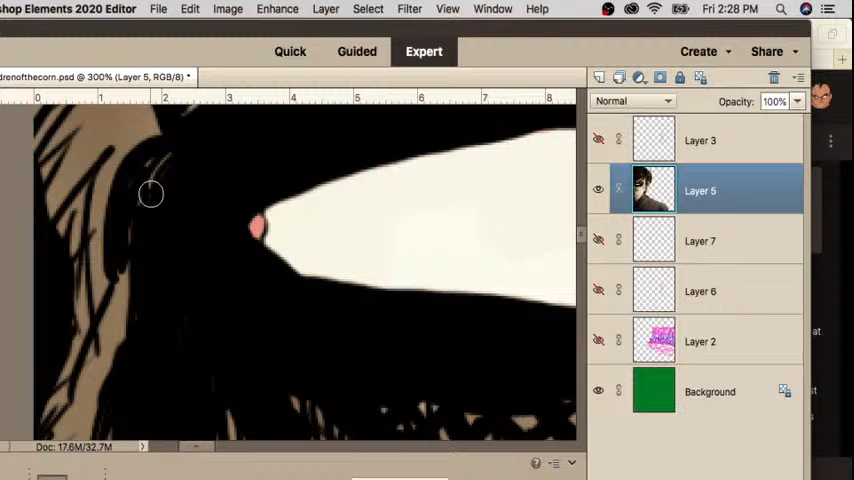 shop Elements 2020 Editor File Edit Image Enhance Layer Select Filter View Window Help Fri 2:28 PM
Quick Guided Expert Create Share
drenofthecorn.psd @ 300% (Layer 5, RGB/8) *
0 1 2 3 4 5 6 7 8
Normal Opacity: 100%
Layer 3
Layer 5
Layer 7
Layer 6
Layer 2
Background
Doc: 17.6M/32.7M
at